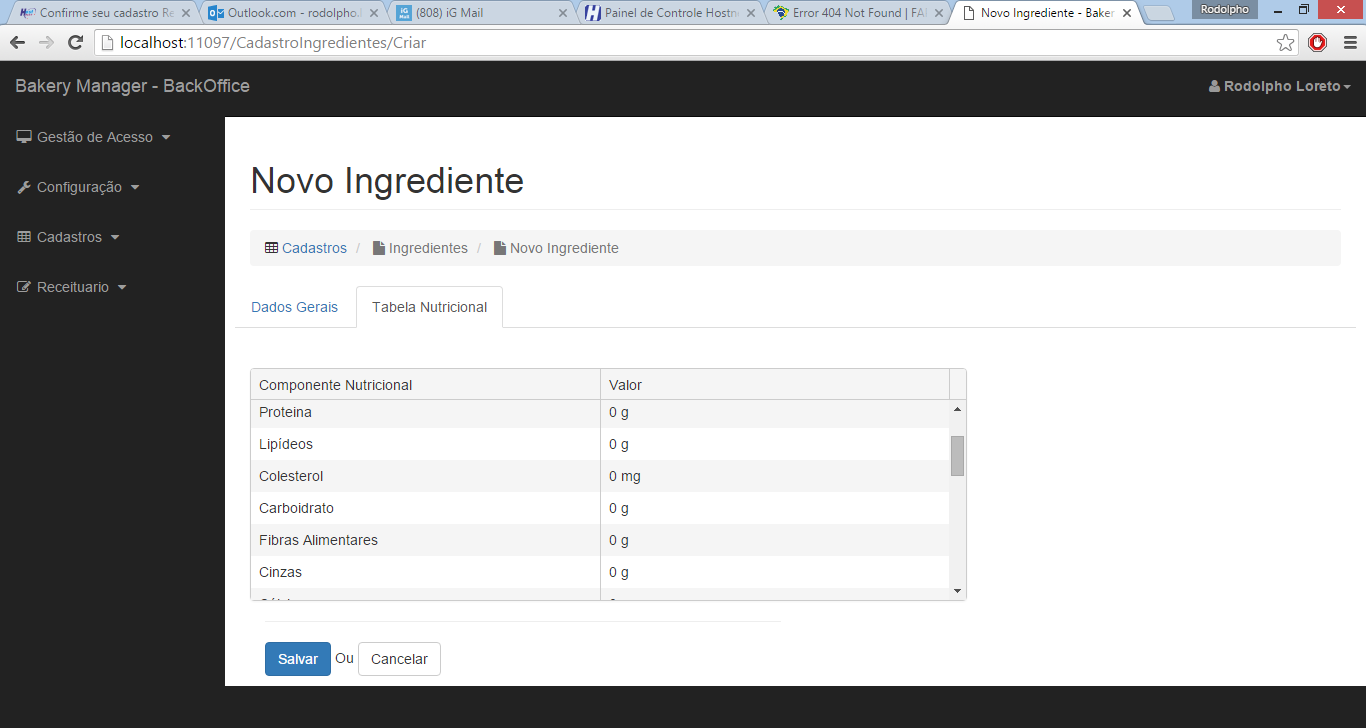 Confirme seu cadastro Re
Outlook.com - rodolpho.l
(808) iG Mail
Painel de Controle Hostn
Error 404 Not Found | FA
Novo Ingrediente - Baker
Rodolpho
localhost:11097/CadastroIngredientes/Criar
Bakery Manager - BackOffice
Rodolpho Loreto
Gestão de Acesso
Configuração
Cadastros
Receituario
Novo Ingrediente
Cadastros / Ingredientes / Novo Ingrediente
Dados Gerais
Tabela Nutricional
Componente Nutricional Valor
Proteina 0 g
Lipídeos 0 g
Colesterol 0 mg
Carboidrato 0 g
Fibras Alimentares 0 g
Cinzas 0 g
Salvar Ou Cancelar